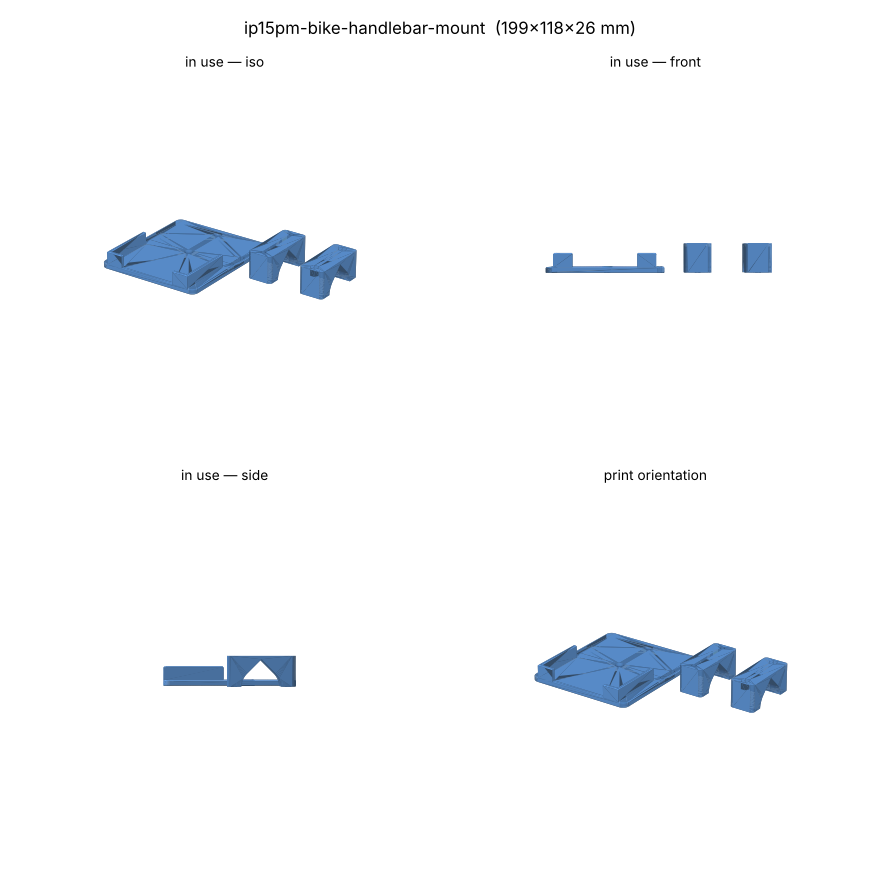 ip15pm-bike-handlebar-mount (199×118×26 mm)
in use — iso
in use — front
in use — side
print orientation